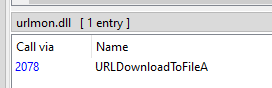 urlmon.dll [ 1 entry ]
Call via Name
2078 URLDownloadToFileA